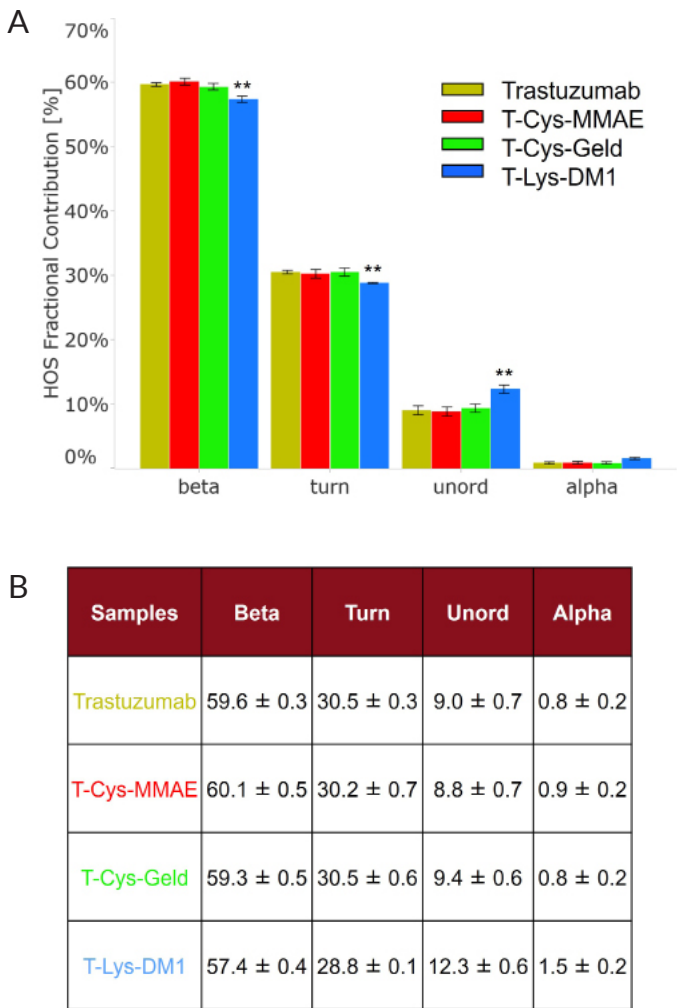 A
HOS Fractional Contribution [%]
70%
60%
50%
40%
30%
20%
10%
0%
**
**
**
Trastuzumab
T-Cys-MMAE
T-Cys-Geld
T-Lys-DM1
beta turn unord alpha
B
Samples Beta Turn Unord Alpha
Trastuzumab 59.6 ± 0.3 30.5 ± 0.3 9.0 ± 0.7 0.8 ± 0.2
T-Cys-MMAE 60.1 ± 0.5 30.2 ± 0.7 8.8 ± 0.7 0.9 ± 0.2
T-Cys-Geld 59.3 ± 0.5 30.5 ± 0.6 9.4 ± 0.6 0.8 ± 0.2
T-Lys-DM1 57.4 ± 0.4 28.8 ± 0.1 12.3 ± 0.6 1.5 ± 0.2